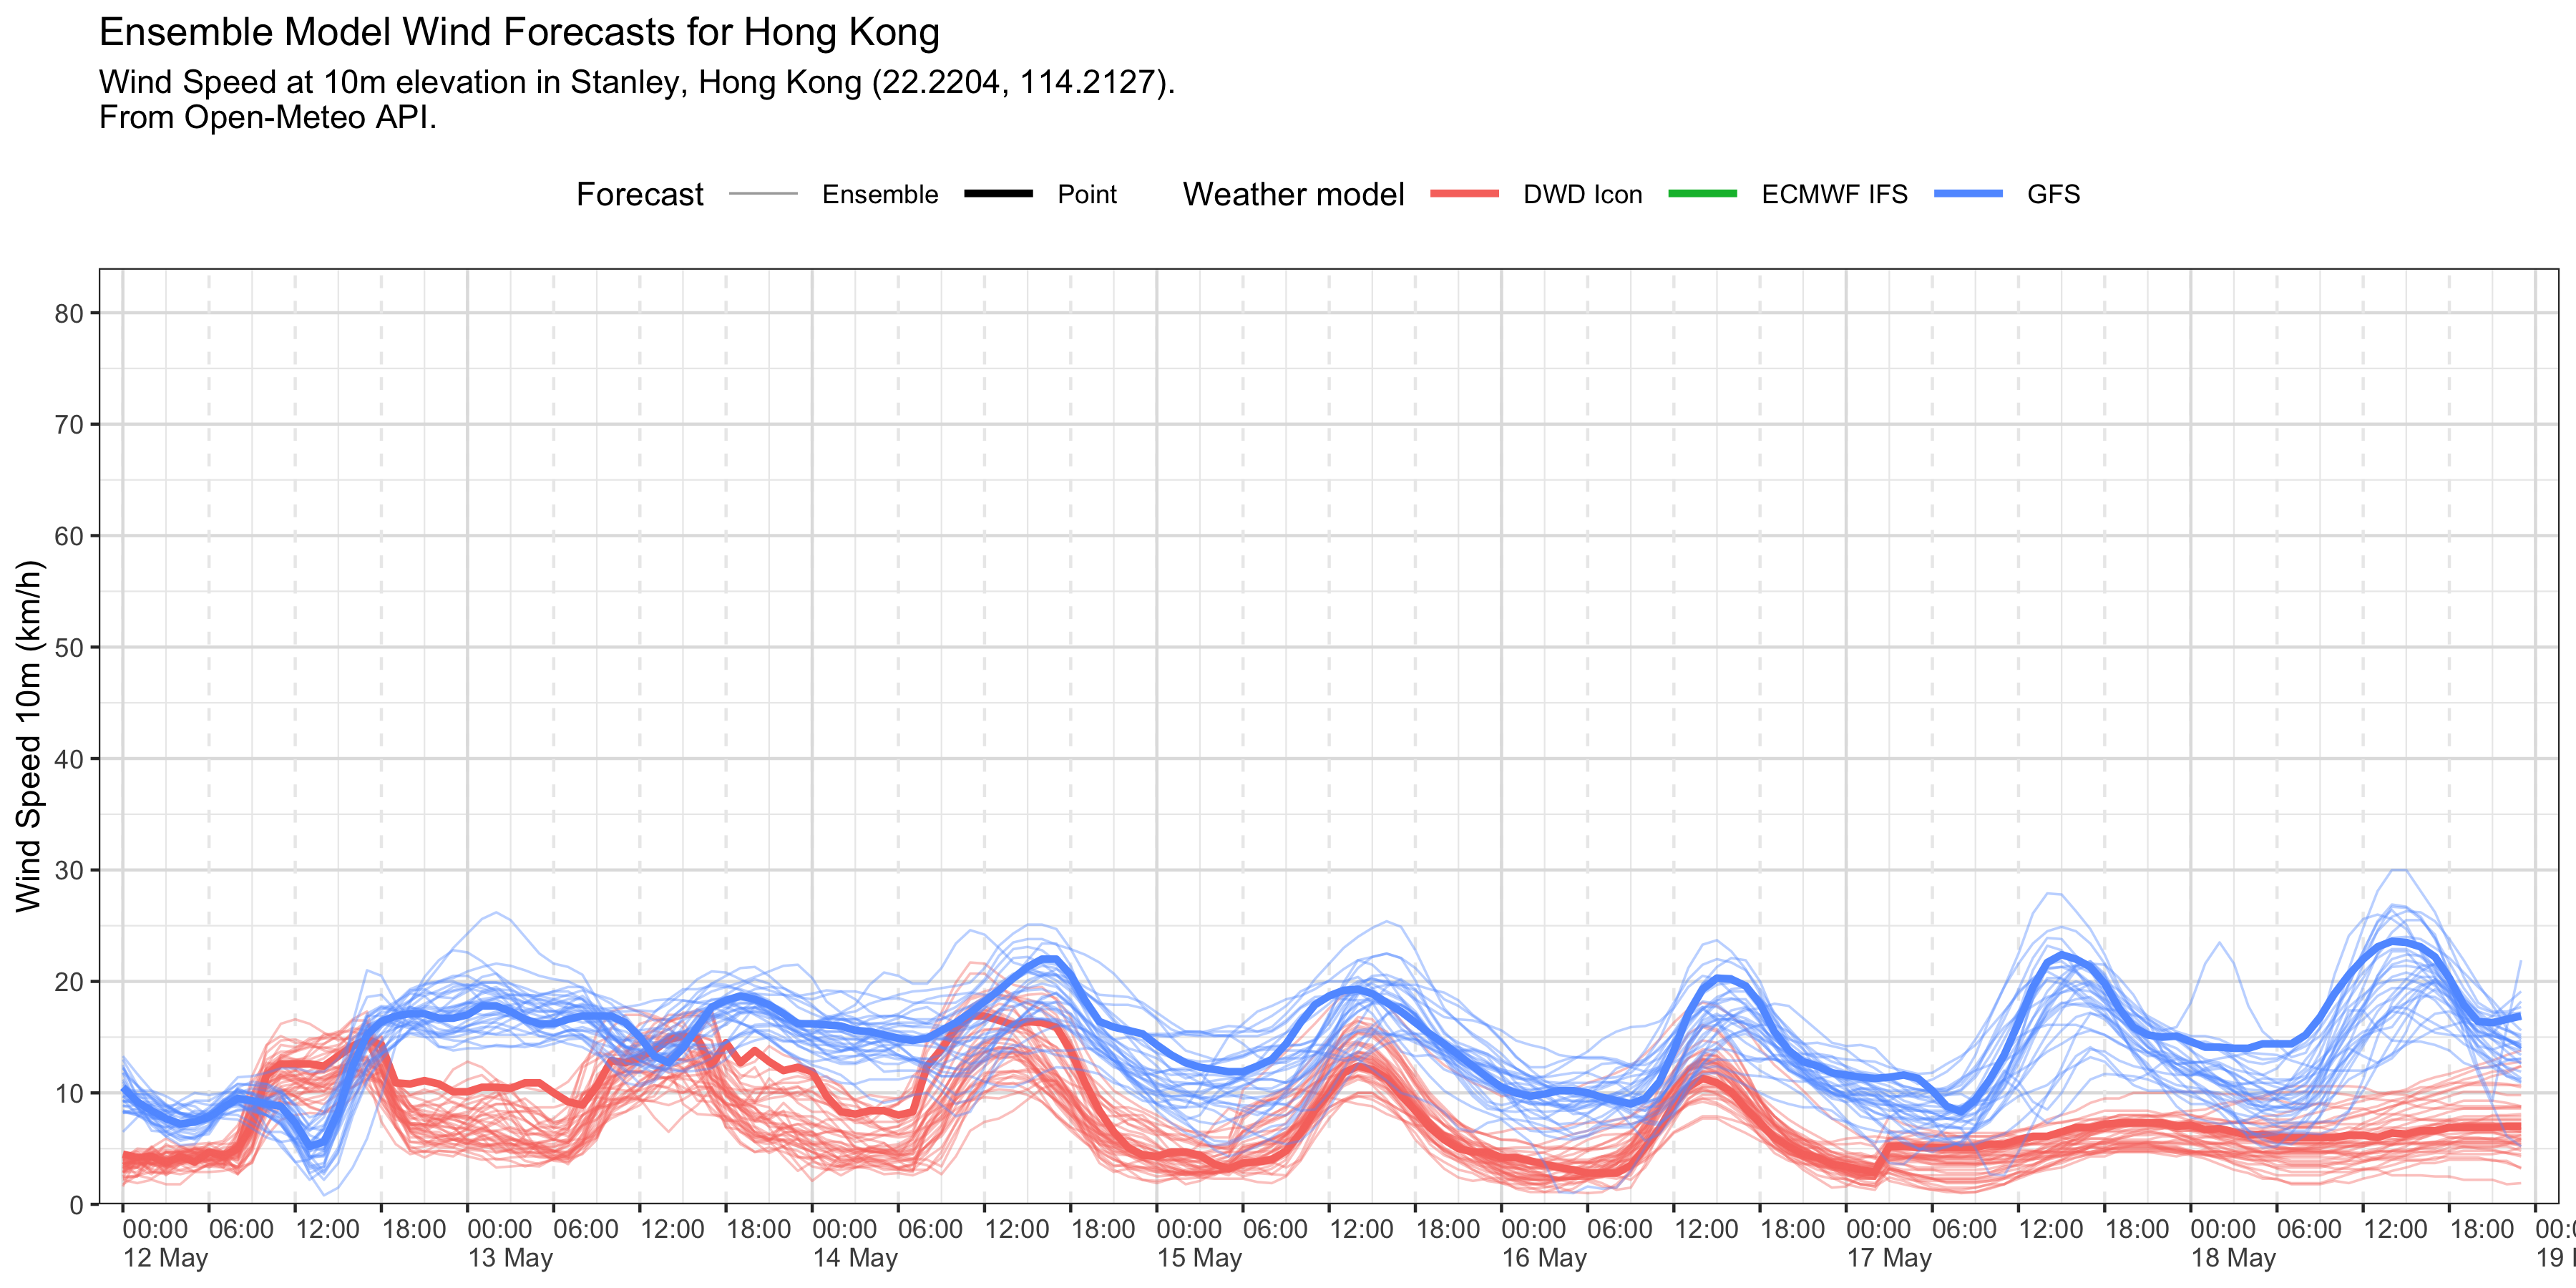 Ensemble Model Wind Forecasts for Hong Kong
Wind Speed at 10m elevation in Stanley, Hong Kong (22.2204, 114.2127).
From Open-Meteo API.
Forecast Ensemble Point Weather model DWD Icon ECMWF IFS GFS
Wind Speed 10m (km/h)
80
70
60
50
40
30
20
10
0
00:00 06:00 12:00 18:00 00:00 06:00 12:00 18:00 00:00 06:00 12:00 18:00 00:00 06:00 12:00 18:00 00:00 06:00 12:00 18:00 00:00 06:00 12:00 18:00 00:00 06:00 12:00 18:00
12 May 13 May 14 May 15 May 16 May 17 May 18 May 19